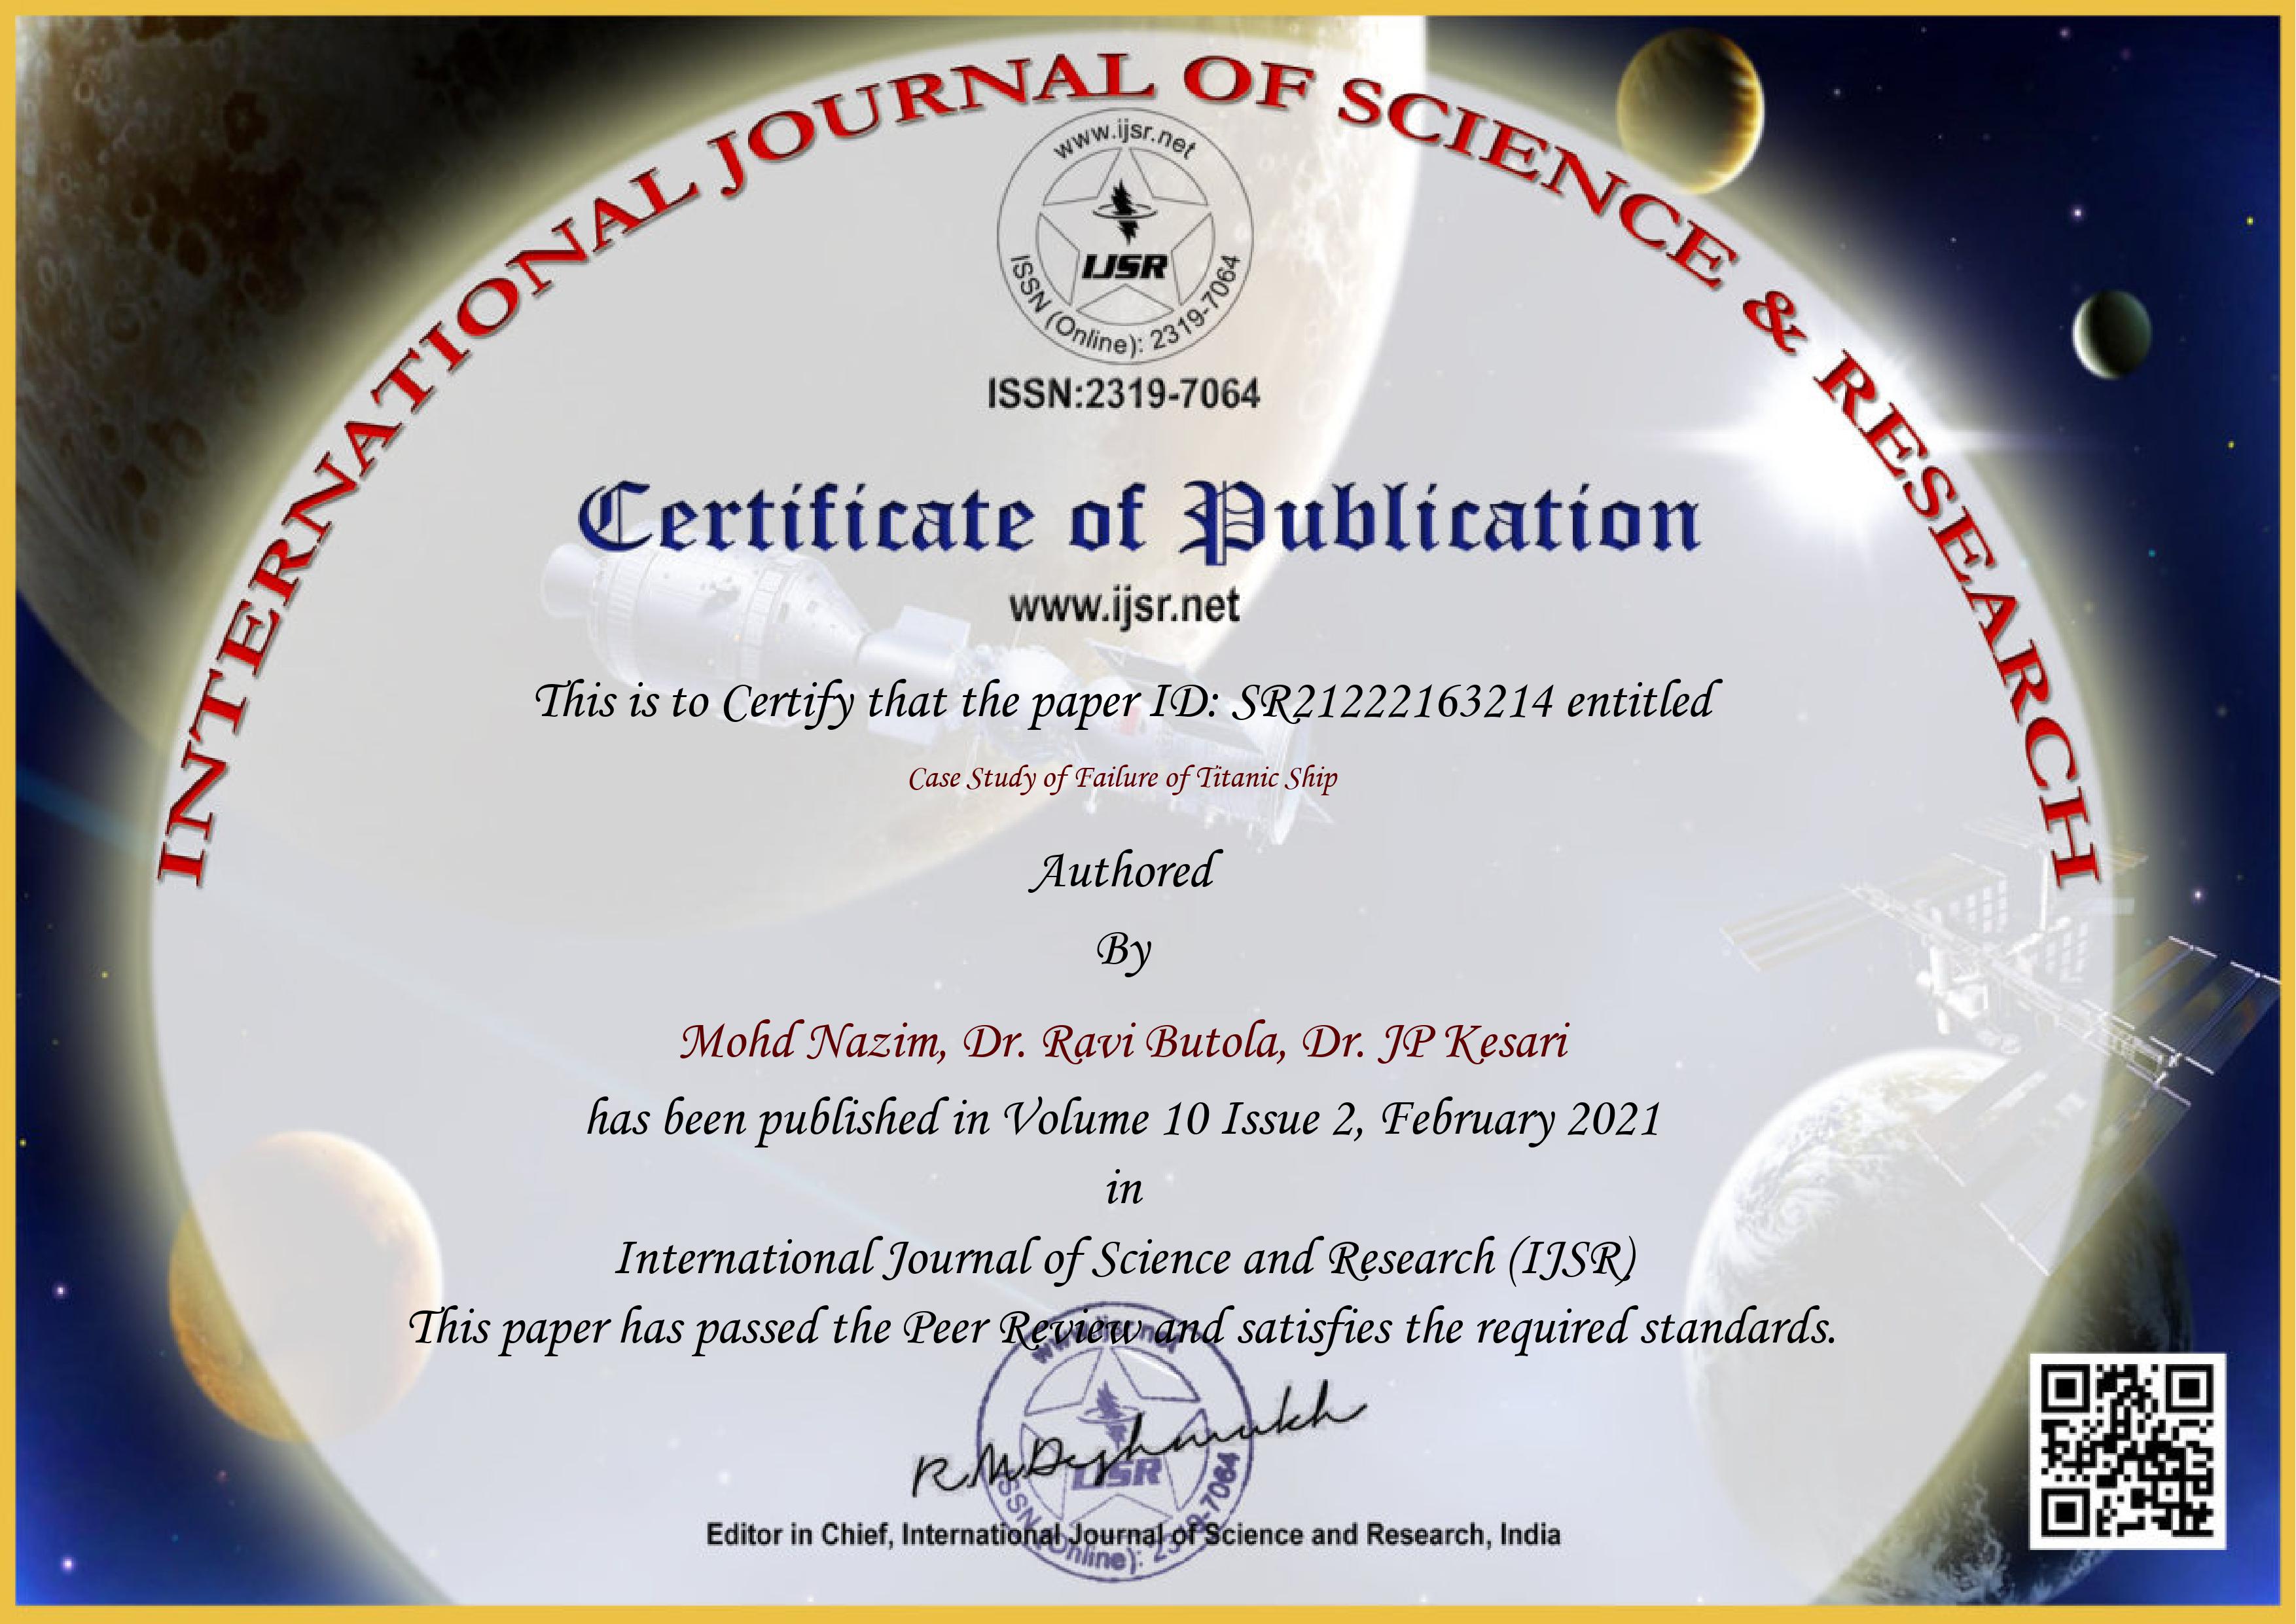 INTERNATIONAL JOURNAL OF SCIENCE & RESEARCH
www.ijsr.net
IJSR
ISSN (Online): 2319-7064
ISSN:2319-7064
Certificate of Publication
www.ijsr.net
This is to Certify that the paper ID: SR21222163214 entitled
Case Study of Failure of Titanic Ship
Authored
By
Mohd Nazim, Dr. Ravi Butola, Dr. JP Kesari
has been published in Volume 10 Issue 2, February 2021
in
International Journal of Science and Research (IJSR)
This paper has passed the Peer Review and satisfies the required standards.
www.ijsr.net
R M Deshmukh
IJSR
ISSN (Online): 2319-7064
Editor in Chief, International Journal of Science and Research, India